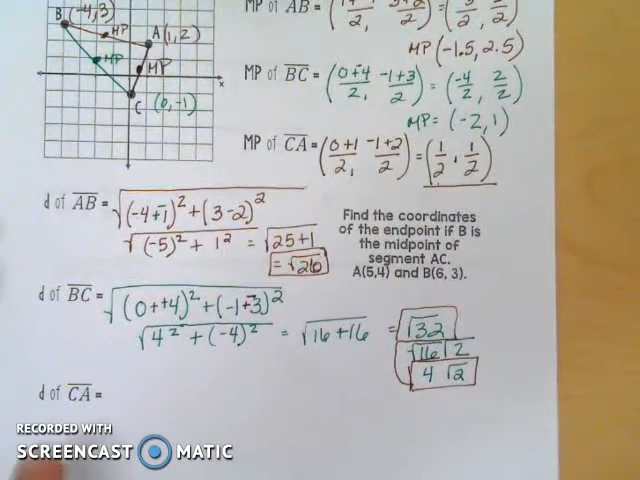 B (-4,3)
MP
A (1,2)
MP
MP
x
C (0,-1)
MP of AB =
MP (-1.5, 2.5)
MP of BC = (0+-4/2, -1+3/2) = (-4/2, 2/2)
MP = (-2, 1)
MP of CA = (0+1/2, -1+2/2) = (1/2, 1/2)
d of AB = √(-4+-1)² + (3-2)²
√(-5)² + 1² = √25+1
= √26
Find the coordinates
of the endpoint if B is
the midpoint of
segment AC.
A(5,4) and B(6, 3).
d of BC = √(0++4)² + (-1+-3)²
√4² + (-4)² = √16+16 = √32
√16 √2
4 √2
d of CA =
RECORDED WITH
SCREENCAST MATIC